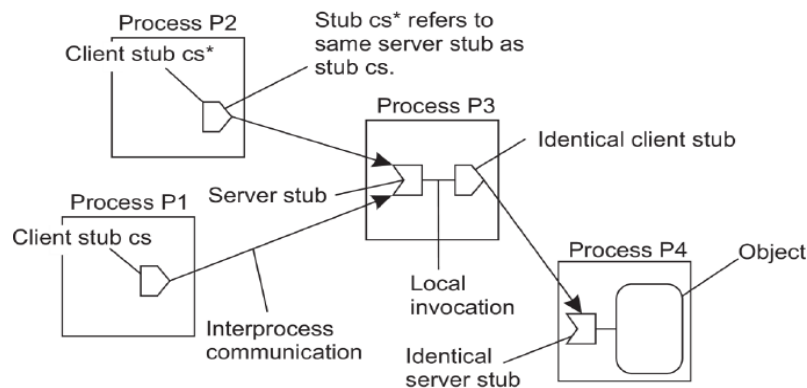 Process P2
Client stub cs*
Stub cs* refers to
same server stub as
stub cs.
Process P3
Identical client stub
Process P1
Server stub
Client stub cs
Process P4
Object
Local
invocation
Interprocess
communication
Identical
server stub